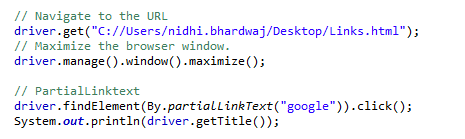 // Navigate to the URL
driver.get("C://Users/nidhi.bhardwaj/Desktop/Links.html");
// Maximize the browser window.
driver.manage().window().maximize();
// PartialLinktext
driver.findElement(By.partialLinkText("google")).click();
System.out.println(driver.getTitle());